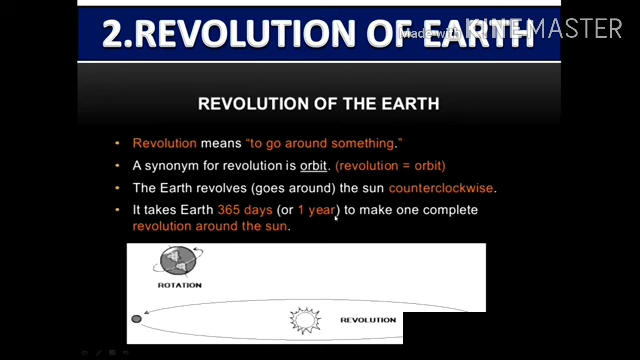 2.REVOLUTION OF EARTH
Made with KINEMASTER
REVOLUTION OF THE EARTH
• Revolution means “to go around something.”
• A synonym for revolution is orbit. (revolution = orbit)
• The Earth revolves (goes around) the sun counterclockwise.
• It takes Earth 365 days (or 1 year) to make one complete
revolution around the sun.
ROTATION
REVOLUTION